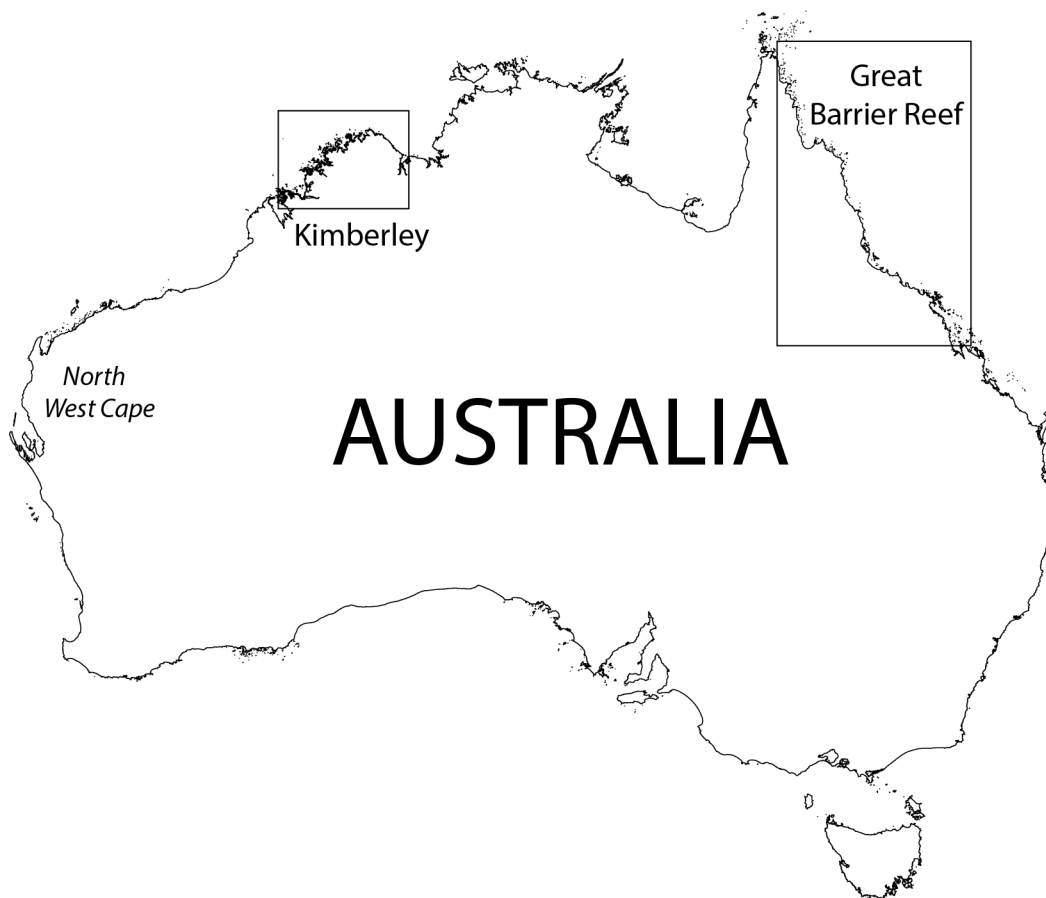 Great
Barrier Reef
Kimberley
North
West Cape
AUSTRALIA